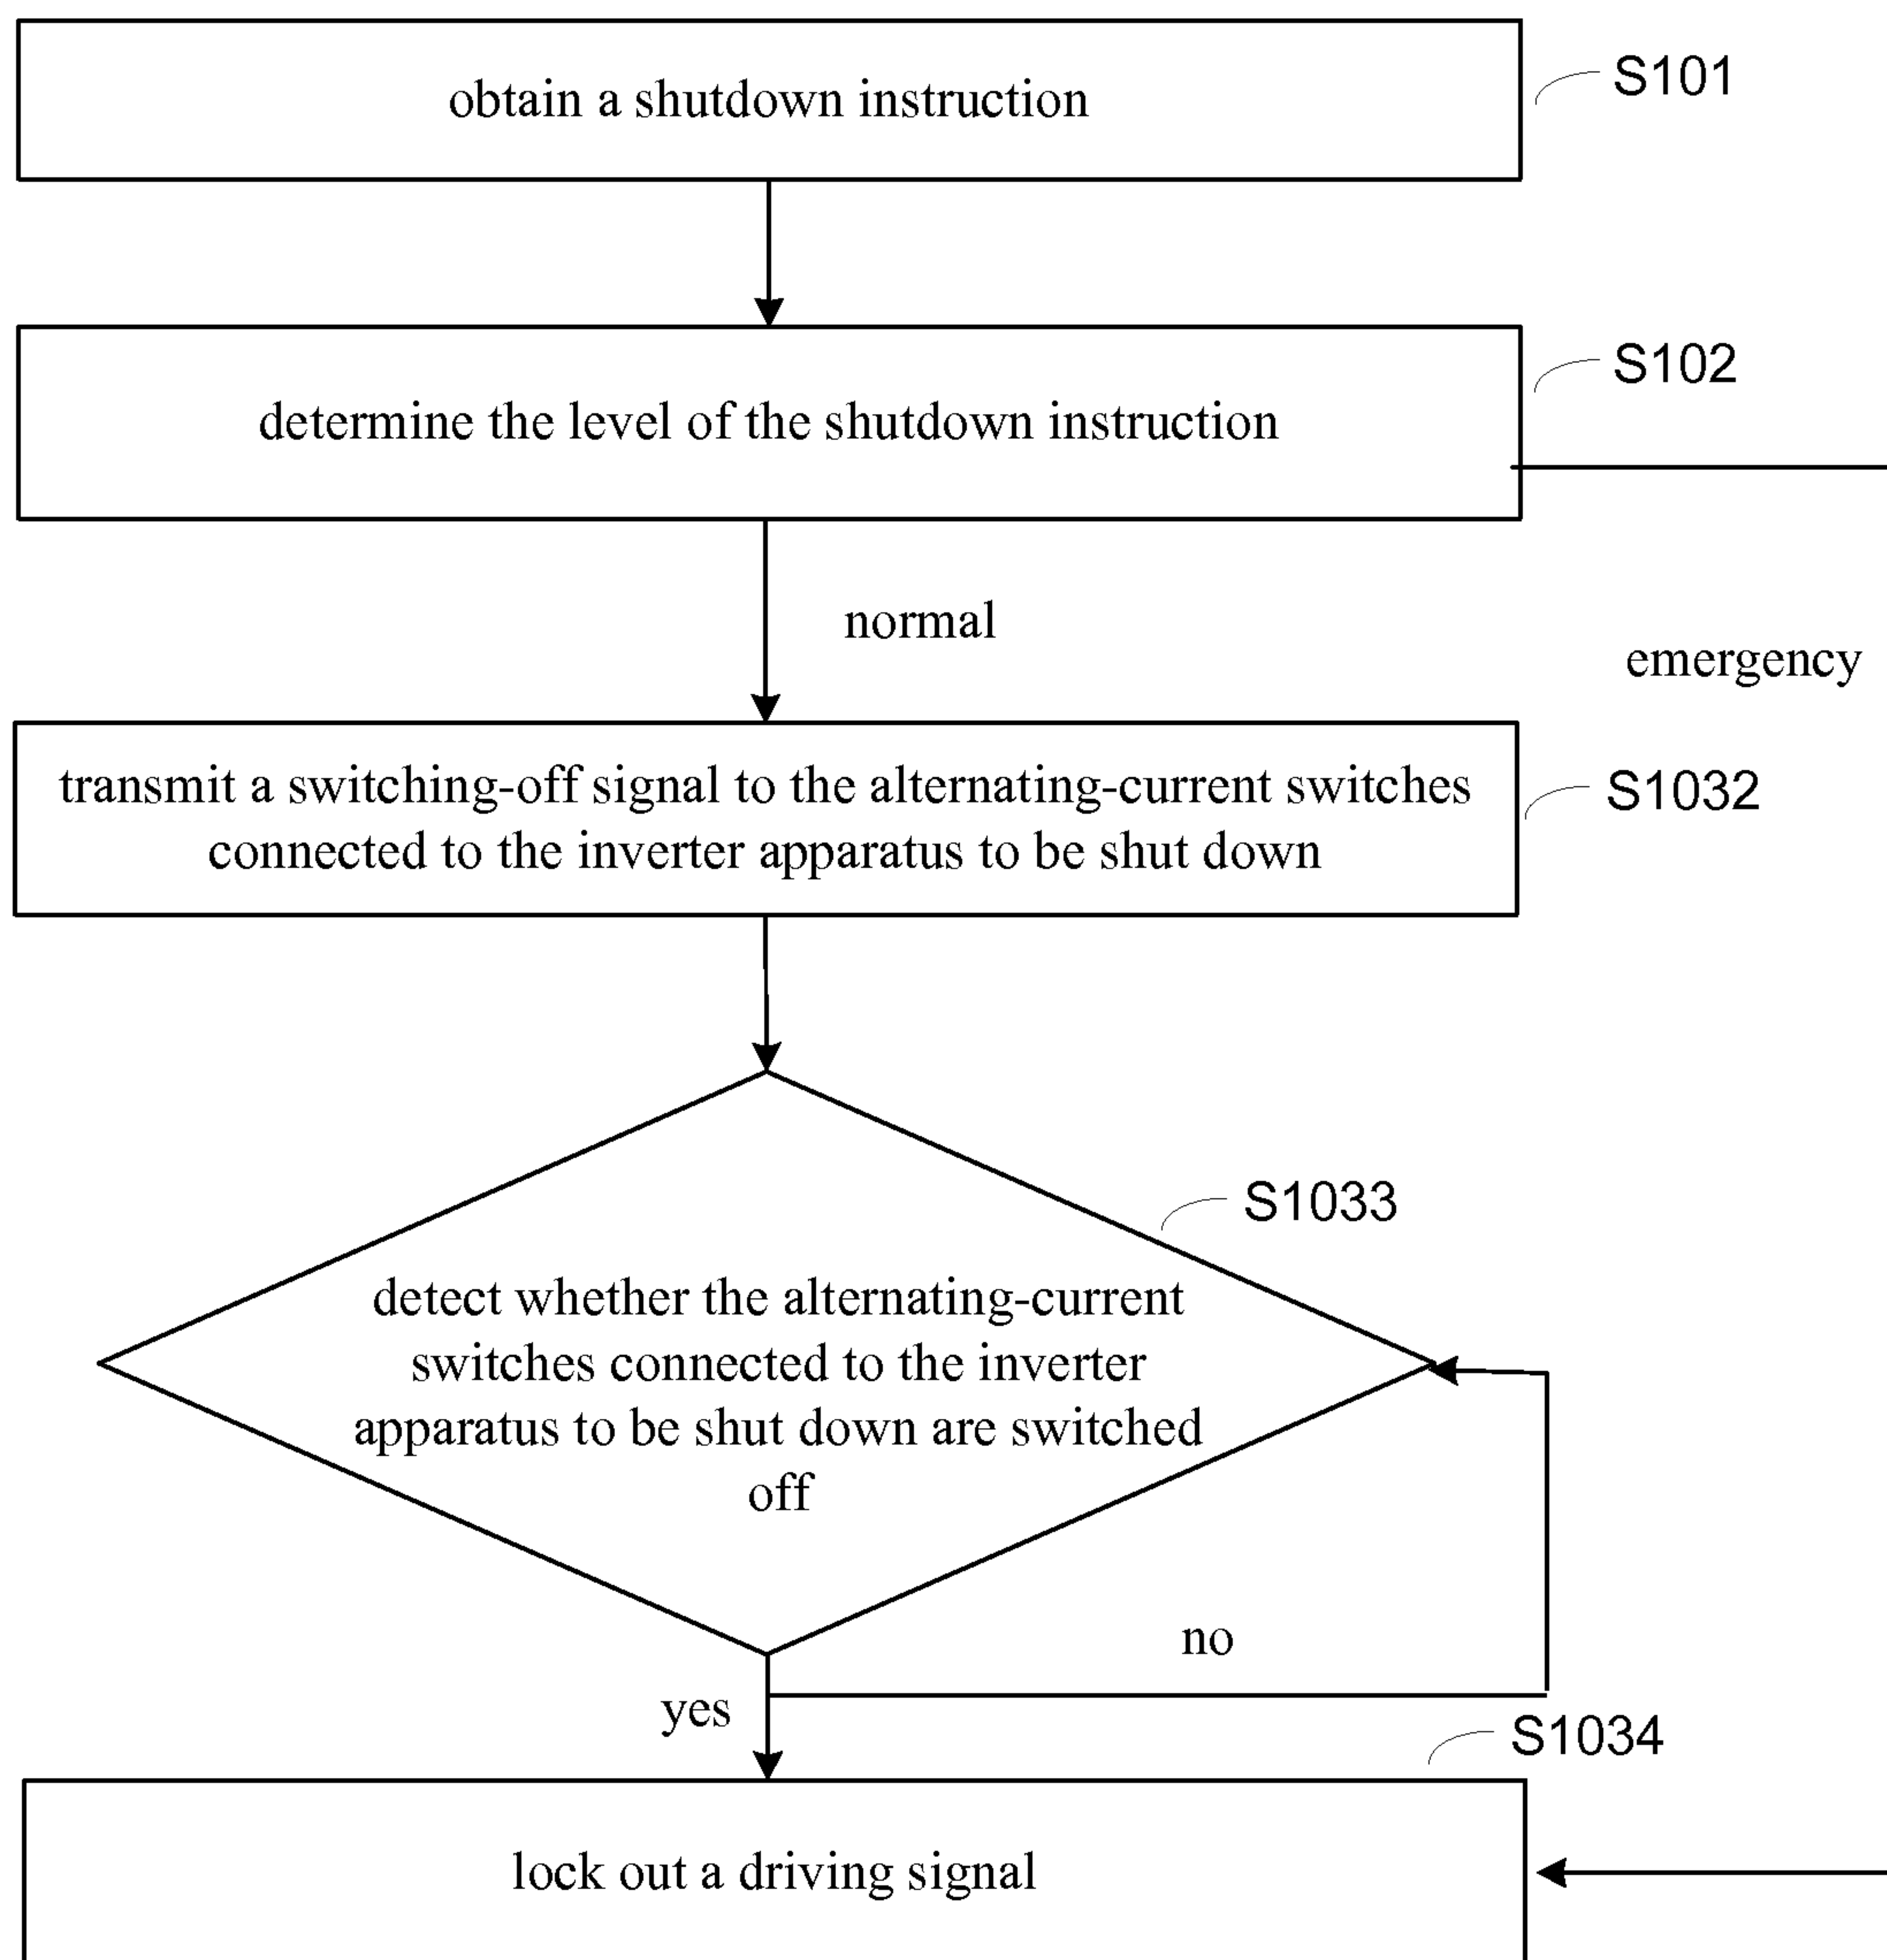 obtain a shutdown instruction
S101
determine the level of the shutdown instruction
S102
normal
emergency
transmit a switching-off signal to the alternating-current switches
connected to the inverter apparatus to be shut down
S1032
S1033
detect whether the alternating-current
switches connected to the inverter
apparatus to be shut down are switched
off
no
yes
S1034
lock out a driving signal